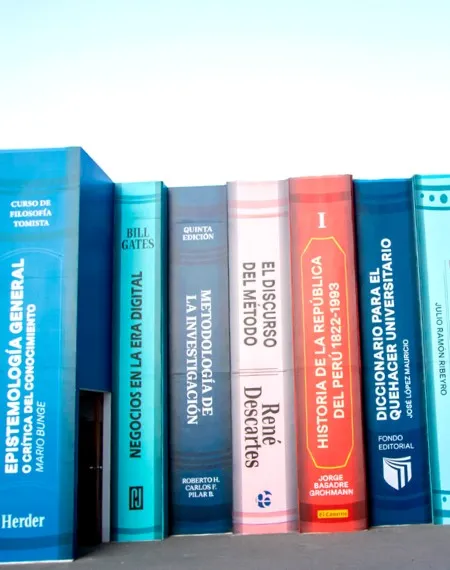 CURSO DE
FILOSOFÍA
TOMISTA
EPISTEMOLOGÍA GENERAL
O CRÍTICA DEL CONOCIMIENTO
MARIO BUNGE
Herder
BILL
GATES
NEGOCIOS EN LA ERA DIGITAL
QUINTA
EDICIÓN
METODOLOGÍA DE
LA INVESTIGACIÓN
ROBERTO H.
CARLOS F.
PILAR B.
EL DISCURSO
DEL MÉTODO
René
Descartes
I
HISTORIA DE LA REPÚBLICA
DEL PERÚ 1822-1993
JORGE
BASADRE
GROHMANN
El Comercio
DICCIONARIO PARA EL
QUEHACER UNIVERSITARIO
JOSÉ LÓPEZ MAURICIO
FONDO
EDITORIAL
JULIO RAMÓN RIBEYRO